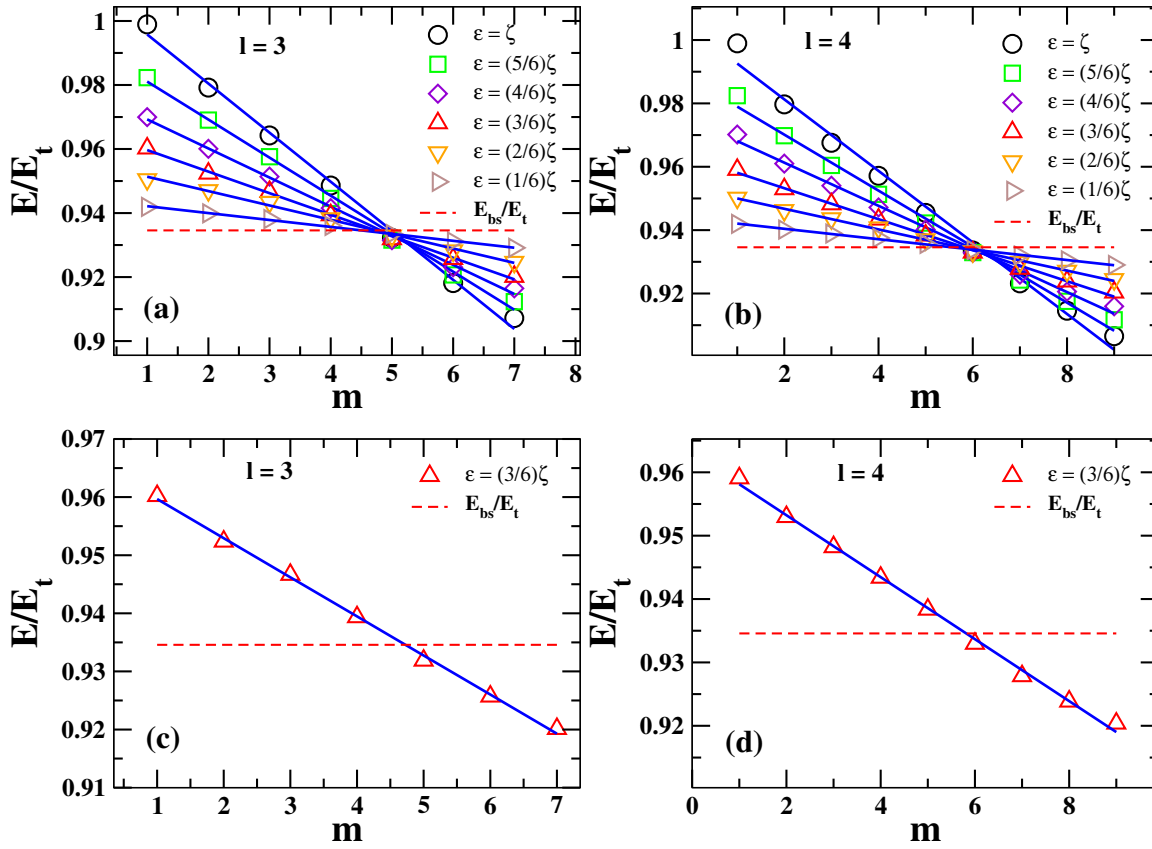 E/E_t
1
0.98
0.96
0.94
0.92
0.9
l = 3
ε = ζ
ε = (5/6)ζ
ε = (4/6)ζ
ε = (3/6)ζ
ε = (2/6)ζ
ε = (1/6)ζ
E_bs/E_t
(a)
1 2 3 4 5 6 7 8
m
E/E_t
1
0.98
0.96
0.94
0.92
l = 4
ε = ζ
ε = (5/6)ζ
ε = (4/6)ζ
ε = (3/6)ζ
ε = (2/6)ζ
ε = (1/6)ζ
E_bs/E_t
(b)
2 4 6 8
m
E/E_t
0.97
0.96
0.95
0.94
0.93
0.92
0.91
l = 3
ε = (3/6)ζ
E_bs/E_t
(c)
1 2 3 4 5 6 7
m
E/E_t
0.96
0.95
0.94
0.93
0.92
l = 4
ε = (3/6)ζ
E_bs/E_t
(d)
0 2 4 6 8
m